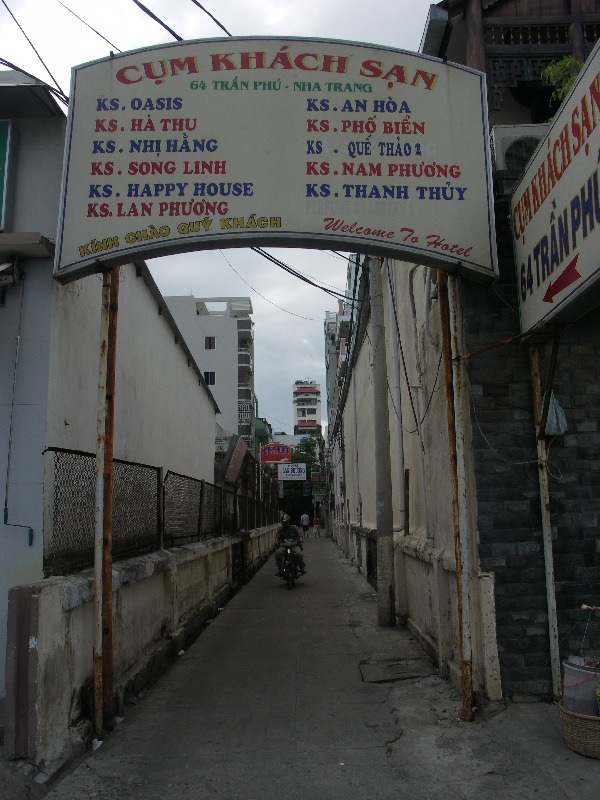 CỤM KHÁCH SẠN
64 TRẦN PHÚ - NHA TRANG
KS. OASIS
KS. HÀ THU
KS. NHỊ HẰNG
KS. SONG LINH
KS. HAPPY HOUSE
KS. LAN PHƯƠNG
KS. AN HÒA
KS. PHỐ BIỂN
KS. QUẾ THẢO 2
KS. NAM PHƯƠNG
KS. THANH THỦY
KÍNH CHÀO QUÝ KHÁCH
Welcome To Hotel
CỤM KHÁCH SẠN
64 TRẦN PHÚ
LAN PHƯƠNG